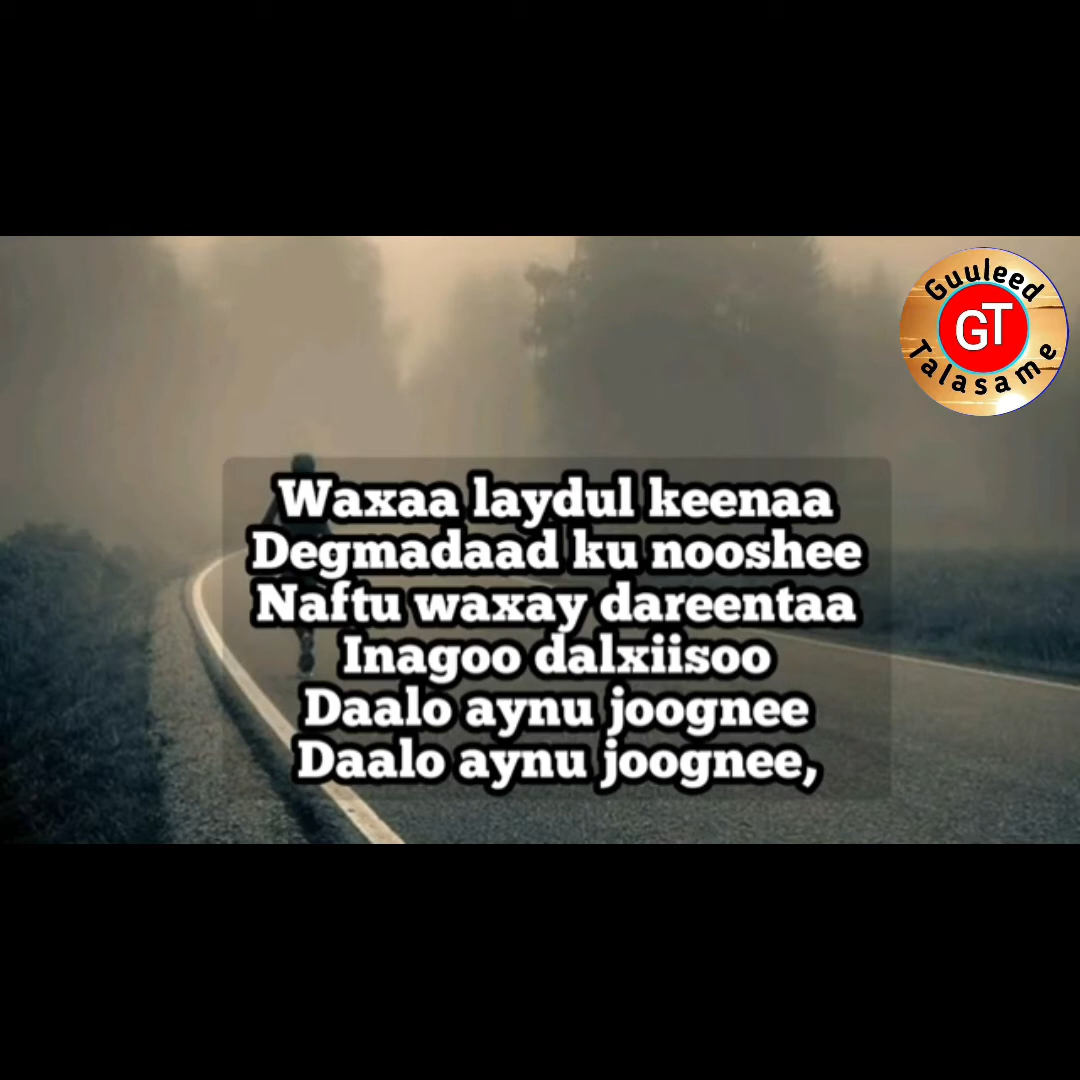 Guuleed
GT
Talasame
Waxaa laydul keenaa
Degmadaad ku nooshee
Naftu waxay dareentaa
Inagoo dalxiisoo
Daalo aynu joognee
Daalo aynu joognee,